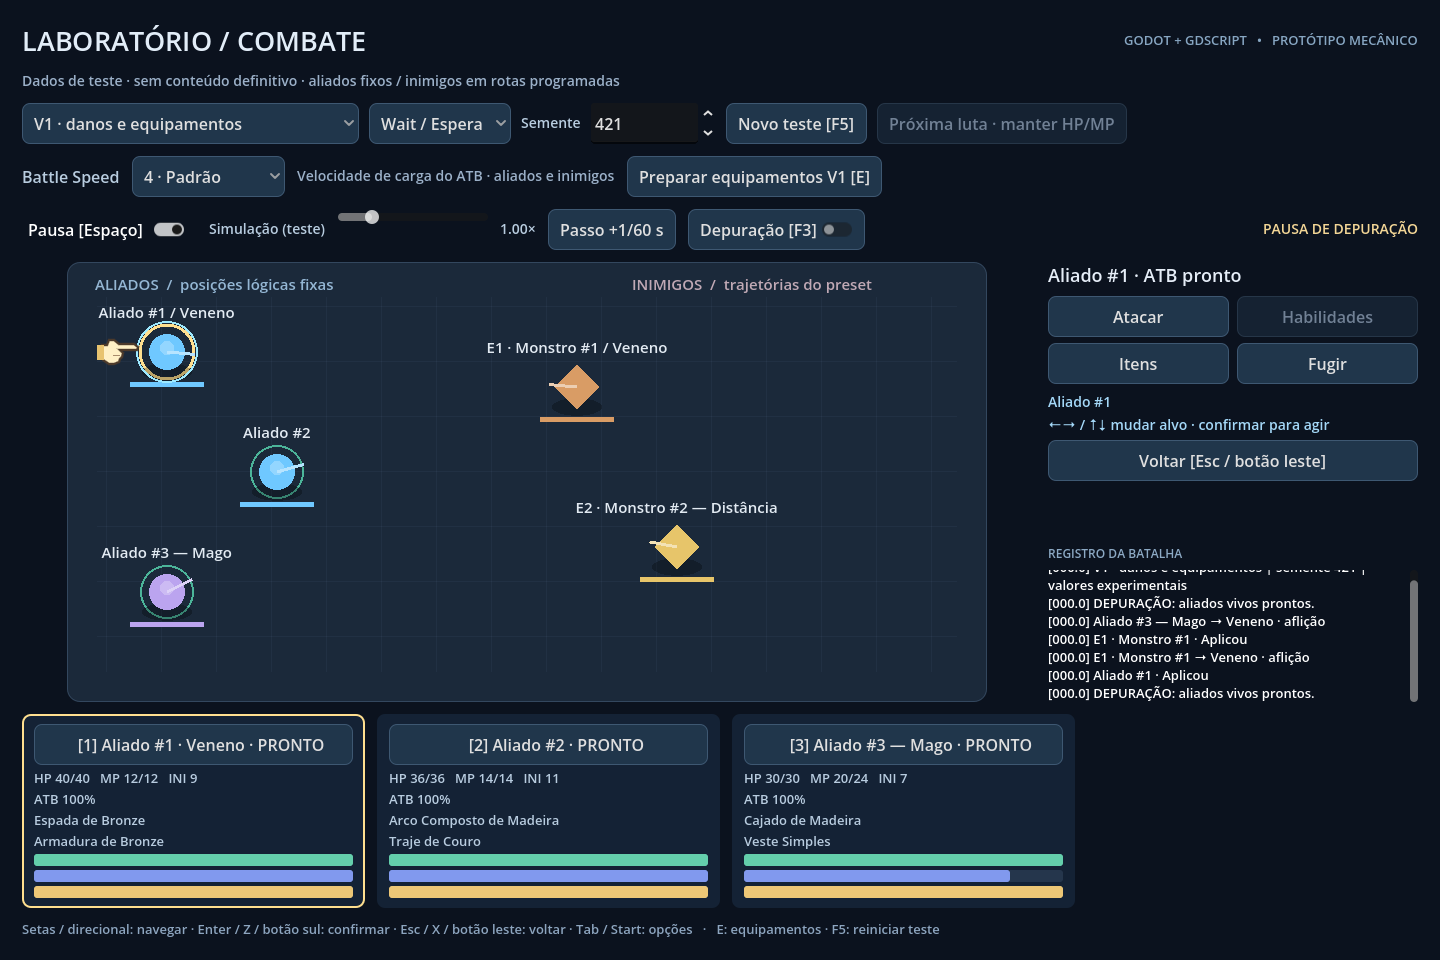 LABORATÓRIO / COMBATE
GODOT + GDSCRIPT • PROTÓTIPO MECÂNICO
Dados de teste · sem conteúdo definitivo · aliados fixos / inimigos em rotas programadas
V1 · danos e equipamentos
Wait / Espera
Semente
421
Novo teste [F5]
Próxima luta · manter HP/MP
Battle Speed
4 · Padrão
Velocidade de carga do ATB · aliados e inimigos
Preparar equipamentos V1 [E]
Pausa [Espaço]
Simulação (teste)
1.00×
Passo +1/60 s
Depuração [F3]
PAUSA DE DEPURAÇÃO
ALIADOS / posições lógicas fixas
INIMIGOS / trajetórias do preset
Aliado #1 / Veneno
E1 · Monstro #1 / Veneno
Aliado #2
E2 · Monstro #2 — Distância
Aliado #3 — Mago
Aliado #1 · ATB pronto
Atacar
Habilidades
Itens
Fugir
Aliado #1
←→ / ↑↓ mudar alvo · confirmar para agir
Voltar [Esc / botão leste]
REGISTRO DA BATALHA
[000.0] V1 · danos e equipamentos | semente 421 |
valores experimentais
[000.0] DEPURAÇÃO: aliados vivos prontos.
[000.0] Aliado #3 — Mago → Veneno · aflição
[000.0] E1 · Monstro #1 · Aplicou
[000.0] E1 · Monstro #1 → Veneno · aflição
[000.0] Aliado #1 · Aplicou
[000.0] DEPURAÇÃO: aliados vivos prontos.
[1] Aliado #1 · Veneno · PRONTO
HP 40/40 MP 12/12 INI 9
ATB 100%
Espada de Bronze
Armadura de Bronze
[2] Aliado #2 · PRONTO
HP 36/36 MP 14/14 INI 11
ATB 100%
Arco Composto de Madeira
Traje de Couro
[3] Aliado #3 — Mago · PRONTO
HP 30/30 MP 20/24 INI 7
ATB 100%
Cajado de Madeira
Veste Simples
Setas / direcional: navegar · Enter / Z / botão sul: confirmar · Esc / X / botão leste: voltar · Tab / Start: opções · E: equipamentos · F5: reiniciar teste